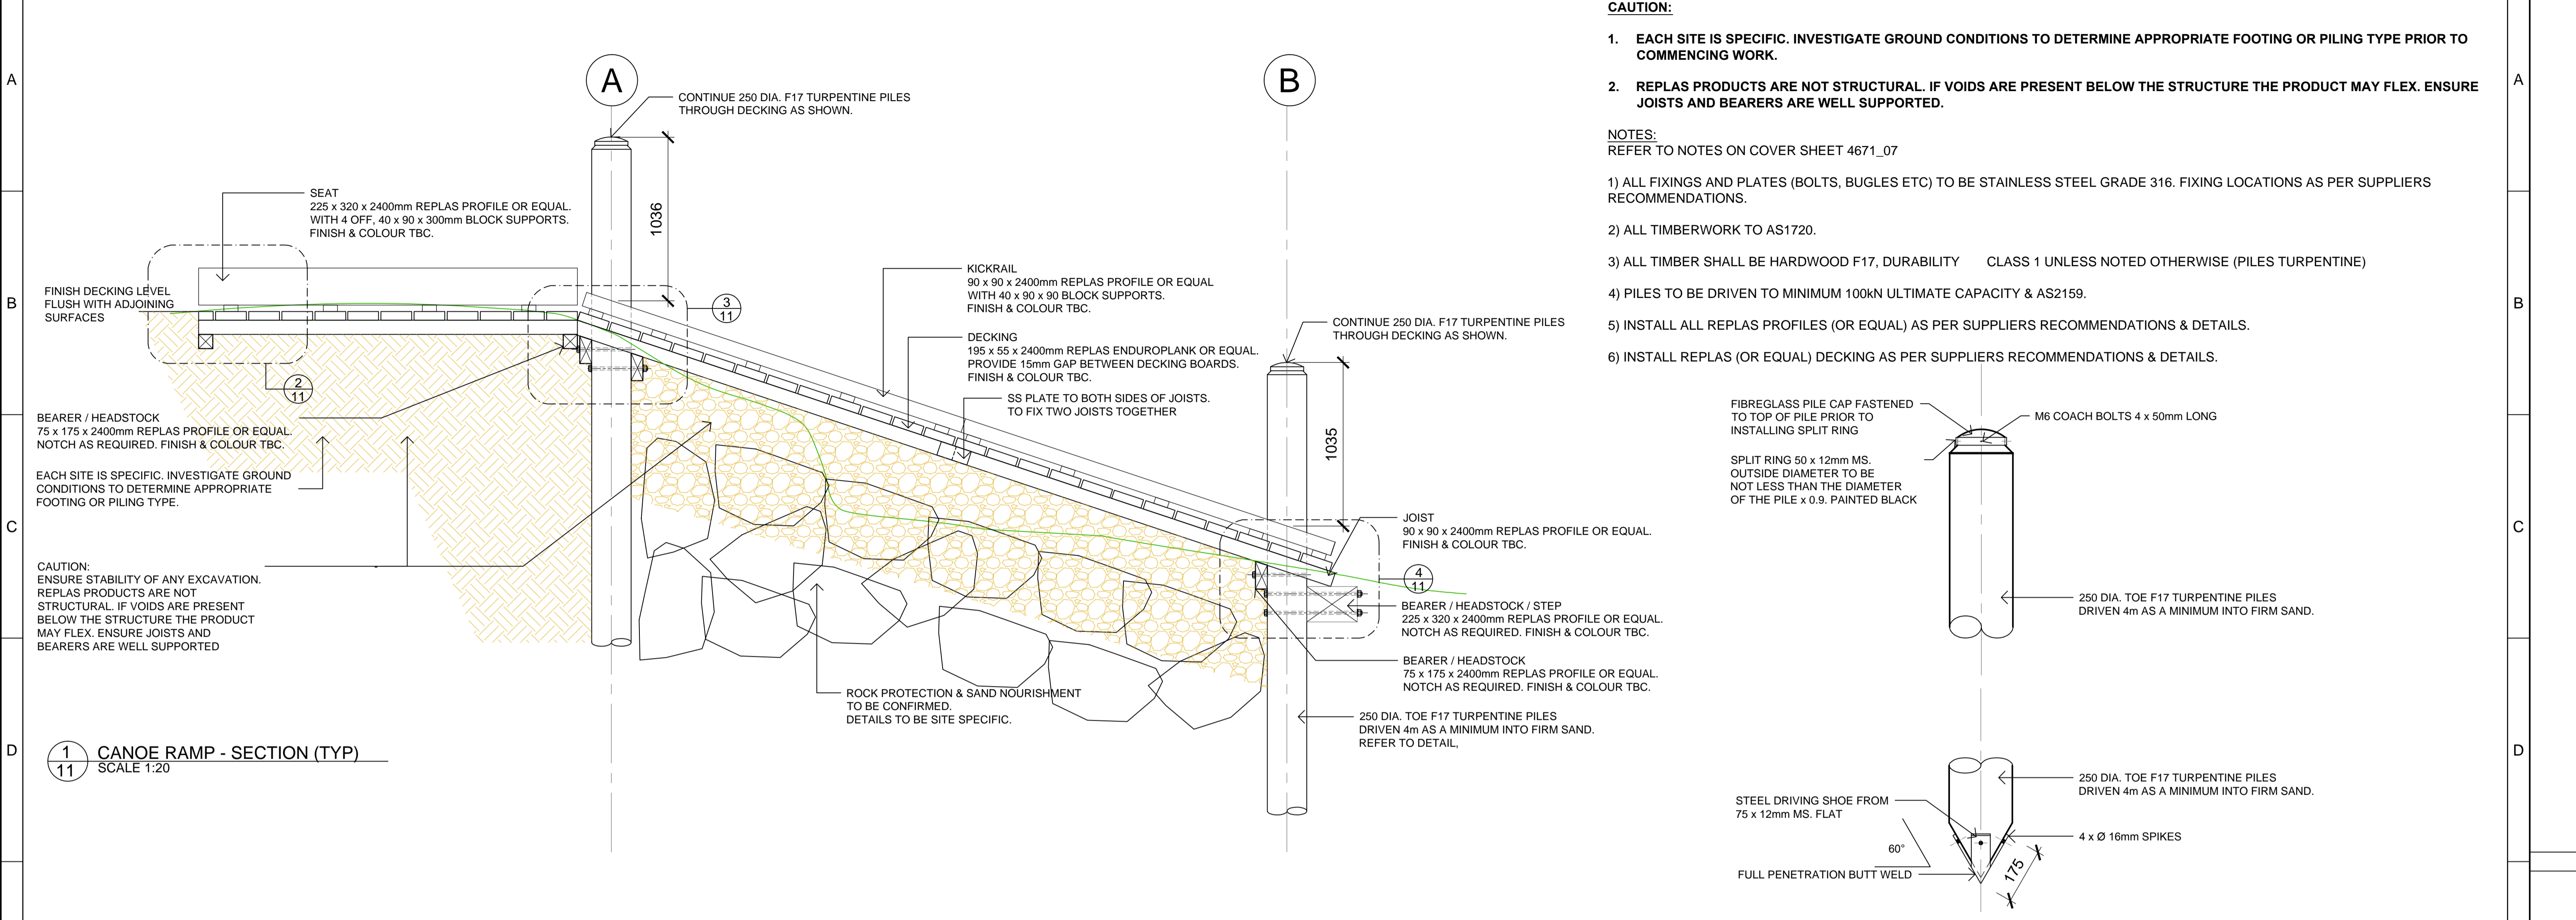 CAUTION:
1. EACH SITE IS SPECIFIC. INVESTIGATE GROUND CONDITIONS TO DETERMINE APPROPRIATE FOOTING OR PILING TYPE PRIOR TO
COMMENCING WORK.
2. REPLAS PRODUCTS ARE NOT STRUCTURAL. IF VOIDS ARE PRESENT BELOW THE STRUCTURE THE PRODUCT MAY FLEX. ENSURE
JOISTS AND BEARERS ARE WELL SUPPORTED.
NOTES:
REFER TO NOTES ON COVER SHEET 4671_07
1) ALL FIXINGS AND PLATES (BOLTS, BUGLES ETC) TO BE STAINLESS STEEL GRADE 316. FIXING LOCATIONS AS PER SUPPLIERS
RECOMMENDATIONS.
2) ALL TIMBERWORK TO AS1720.
3) ALL TIMBER SHALL BE HARDWOOD F17, DURABILITY CLASS 1 UNLESS NOTED OTHERWISE (PILES TURPENTINE)
4) PILES TO BE DRIVEN TO MINIMUM 100kN ULTIMATE CAPACITY & AS2159.
5) INSTALL ALL REPLAS PROFILES (OR EQUAL) AS PER SUPPLIERS RECOMMENDATIONS & DETAILS.
6) INSTALL REPLAS (OR EQUAL) DECKING AS PER SUPPLIERS RECOMMENDATIONS & DETAILS.
A
B
C
D
A
B
C
D
A
B
CONTINUE 250 DIA. F17 TURPENTINE PILES
THROUGH DECKING AS SHOWN.
1036
SEAT
225 x 320 x 2400mm REPLAS PROFILE OR EQUAL.
WITH 4 OFF, 40 x 90 x 300mm BLOCK SUPPORTS.
FINISH & COLOUR TBC.
FINISH DECKING LEVEL
FLUSH WITH ADJOINING
SURFACES
3
11
KICKRAIL
90 x 90 x 2400mm REPLAS PROFILE OR EQUAL
WITH 40 x 90 x 90 BLOCK SUPPORTS.
FINISH & COLOUR TBC.
CONTINUE 250 DIA. F17 TURPENTINE PILES
THROUGH DECKING AS SHOWN.
DECKING
195 x 55 x 2400mm REPLAS ENDUROPLANK OR EQUAL.
PROVIDE 15mm GAP BETWEEN DECKING BOARDS.
FINISH & COLOUR TBC.
2
11
SS PLATE TO BOTH SIDES OF JOISTS.
TO FIX TWO JOISTS TOGETHER
1035
BEARER / HEADSTOCK
75 x 175 x 2400mm REPLAS PROFILE OR EQUAL.
NOTCH AS REQUIRED. FINISH & COLOUR TBC.
EACH SITE IS SPECIFIC. INVESTIGATE GROUND
CONDITIONS TO DETERMINE APPROPRIATE
FOOTING OR PILING TYPE.
CAUTION:
ENSURE STABILITY OF ANY EXCAVATION.
REPLAS PRODUCTS ARE NOT
STRUCTURAL. IF VOIDS ARE PRESENT
BELOW THE STRUCTURE THE PRODUCT
MAY FLEX. ENSURE JOISTS AND
BEARERS ARE WELL SUPPORTED
JOIST
90 x 90 x 2400mm REPLAS PROFILE OR EQUAL.
FINISH & COLOUR TBC.
4
11
BEARER / HEADSTOCK / STEP
225 x 320 x 2400mm REPLAS PROFILE OR EQUAL.
NOTCH AS REQUIRED. FINISH & COLOUR TBC.
BEARER / HEADSTOCK
75 x 175 x 2400mm REPLAS PROFILE OR EQUAL.
NOTCH AS REQUIRED. FINISH & COLOUR TBC.
ROCK PROTECTION & SAND NOURISHMENT
TO BE CONFIRMED.
DETAILS TO BE SITE SPECIFIC.
250 DIA. TOE F17 TURPENTINE PILES
DRIVEN 4m AS A MINIMUM INTO FIRM SAND.
REFER TO DETAIL,
1
11
CANOE RAMP - SECTION (TYP)
SCALE 1:20
FIBREGLASS PILE CAP FASTENED
TO TOP OF PILE PRIOR TO
INSTALLING SPLIT RING
M6 COACH BOLTS 4 x 50mm LONG
SPLIT RING 50 x 12mm MS.
OUTSIDE DIAMETER TO BE
NOT LESS THAN THE DIAMETER
OF THE PILE x 0.9. PAINTED BLACK
250 DIA. TOE F17 TURPENTINE PILES
DRIVEN 4m AS A MINIMUM INTO FIRM SAND.
250 DIA. TOE F17 TURPENTINE PILES
DRIVEN 4m AS A MINIMUM INTO FIRM SAND.
STEEL DRIVING SHOE FROM
75 x 12mm MS. FLAT
4 x Ø 16mm SPIKES
60°
FULL PENETRATION BUTT WELD
175